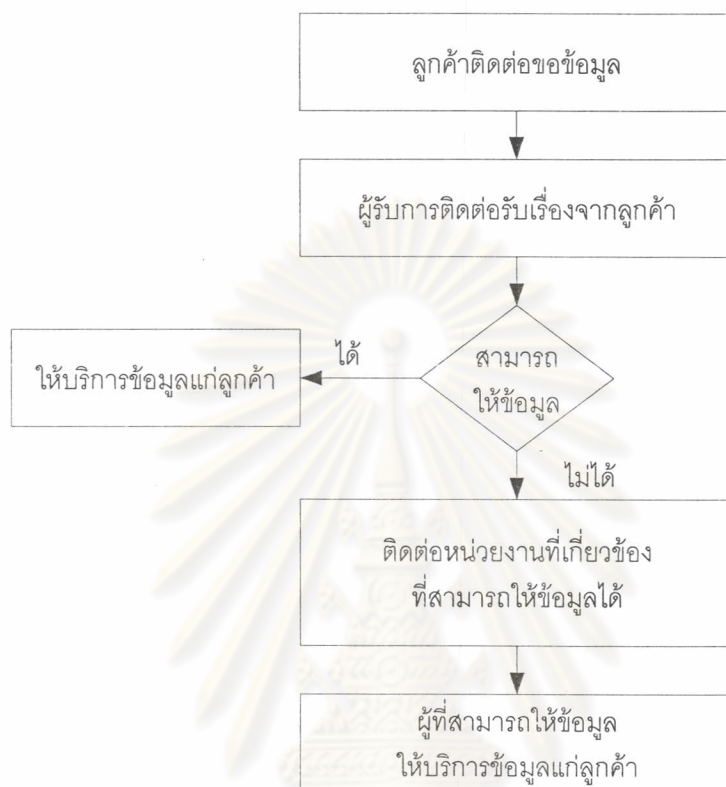 ลูกค้าติดต่อขอข้อมูล
ผู้รับการติดต่อรับเรื่องจากลูกค้า
สามารถ
ให้ข้อมูล
ได้
ให้บริการข้อมูลแก่ลูกค้า
ไม่ได้
ติดต่อหน่วยงานที่เกี่ยวข้อง
ที่สามารถให้ข้อมูลได้
ผู้ที่สามารถให้ข้อมูล
ให้บริการข้อมูลแก่ลูกค้า